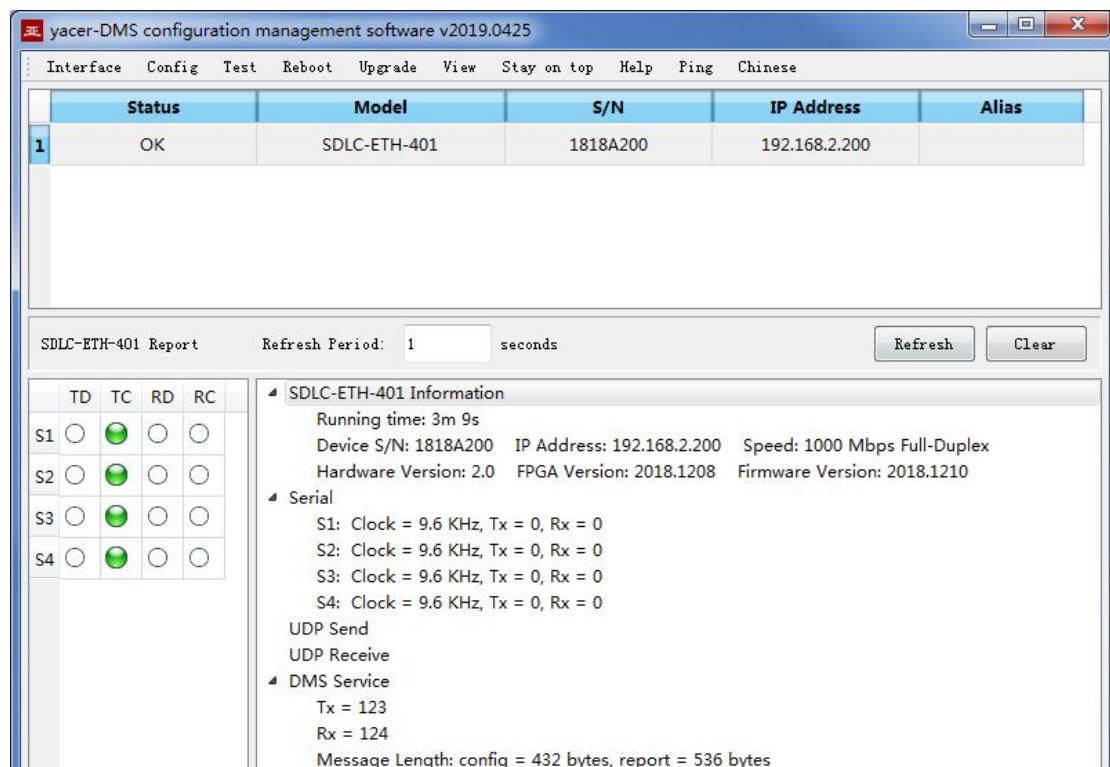 亚 yacer-DMS configuration management software v2019.0425
Interface Config Test Reboot Upgrade View Stay on top Help Ping Chinese
Status Model S/N IP Address Alias
1 OK SDLC-ETH-401 1818A200 192.168.2.200
SDLC-ETH-401 Report Refresh Period: 1 seconds Refresh Clear
TD TC RD RC
S1
S2
S3
S4
SDLC-ETH-401 Information
Running time: 3m 9s
Device S/N: 1818A200 IP Address: 192.168.2.200 Speed: 1000 Mbps Full-Duplex
Hardware Version: 2.0 FPGA Version: 2018.1208 Firmware Version: 2018.1210
Serial
S1: Clock = 9.6 KHz, Tx = 0, Rx = 0
S2: Clock = 9.6 KHz, Tx = 0, Rx = 0
S3: Clock = 9.6 KHz, Tx = 0, Rx = 0
S4: Clock = 9.6 KHz, Tx = 0, Rx = 0
UDP Send
UDP Receive
DMS Service
Tx = 123
Rx = 124
Message Length: config = 432 bytes, report = 536 bytes